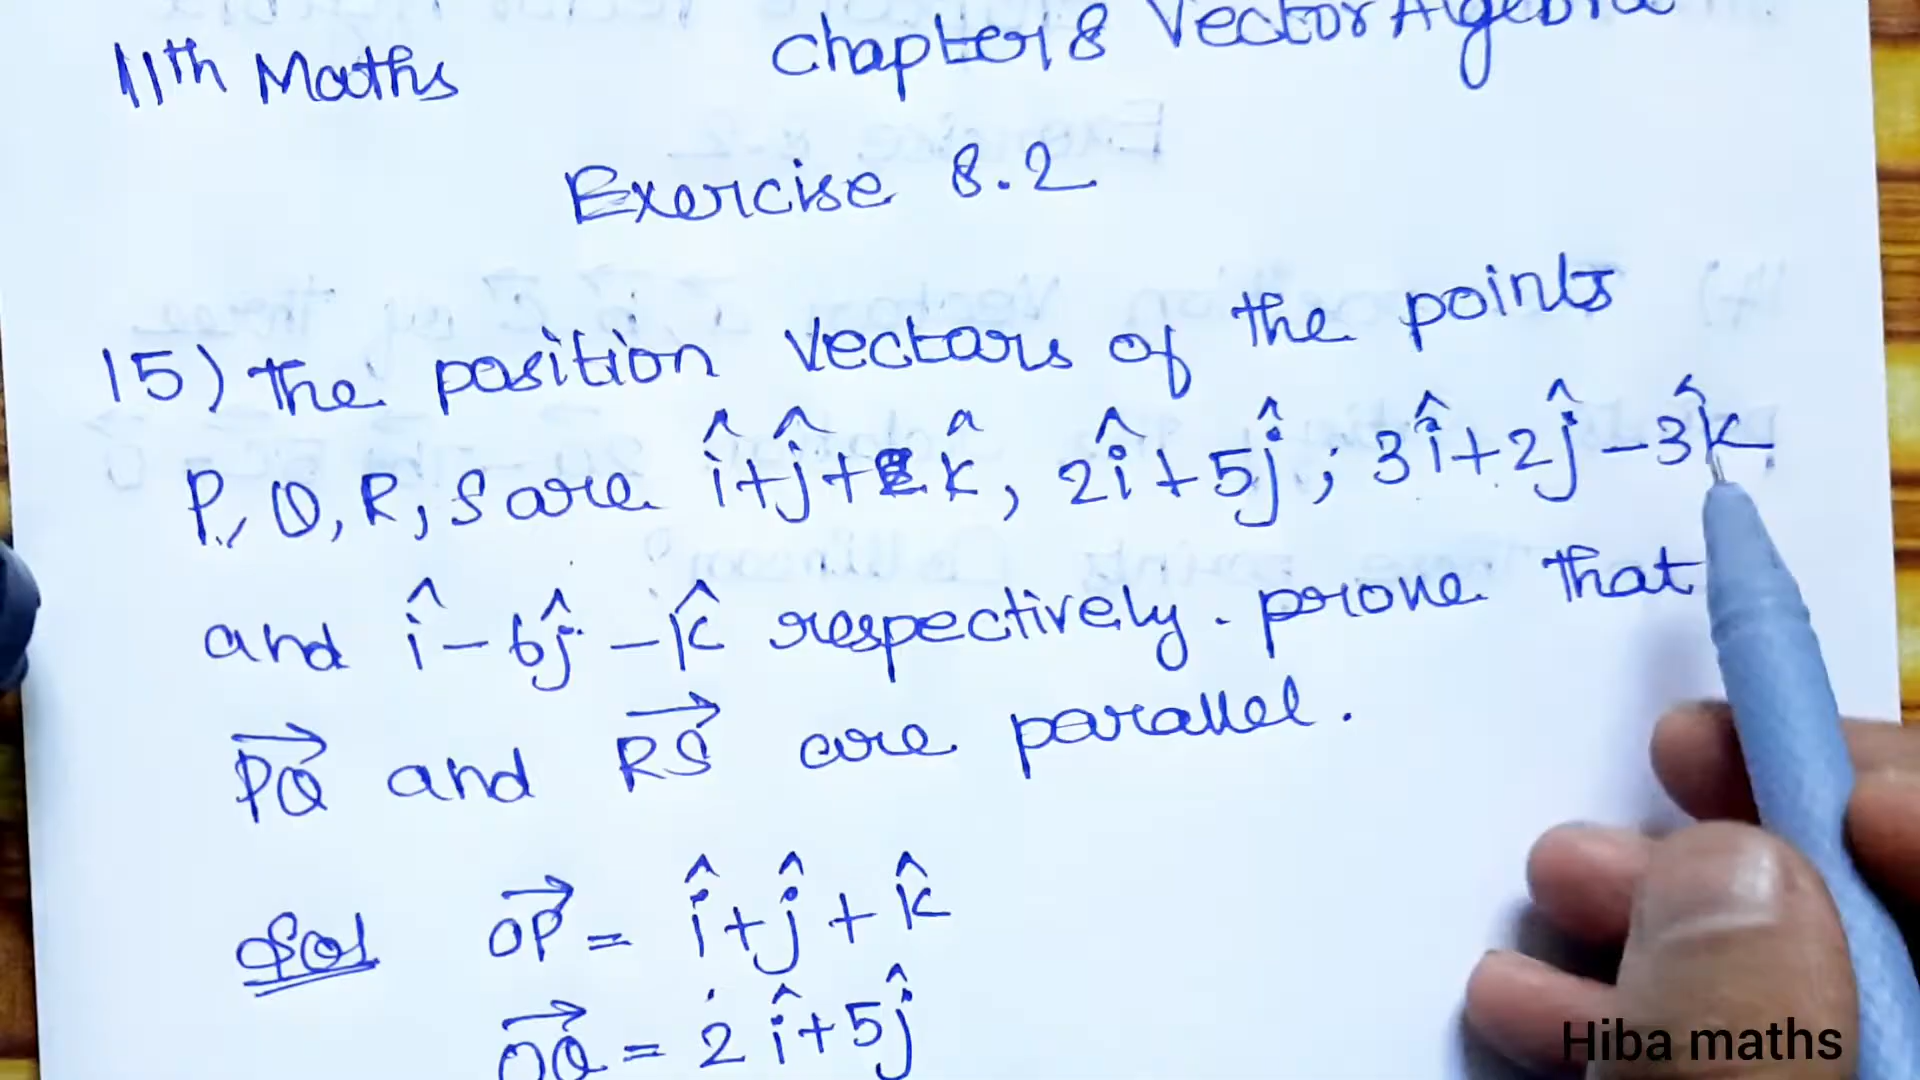 11th Maths Chapter 8 Vector Algebra
Exercise 8.2
15) The position vectors of the points
P, Q, R, S are î+ĵ+k̂, 2î+5ĵ, 3î+2ĵ-3k̂
and î-6ĵ-k̂ respectively. prove that
PQ⃗ and RS⃗ are parallel.
Sol OP⃗ = î+ĵ+k̂
OQ⃗ = 2î+5ĵ
Hiba maths